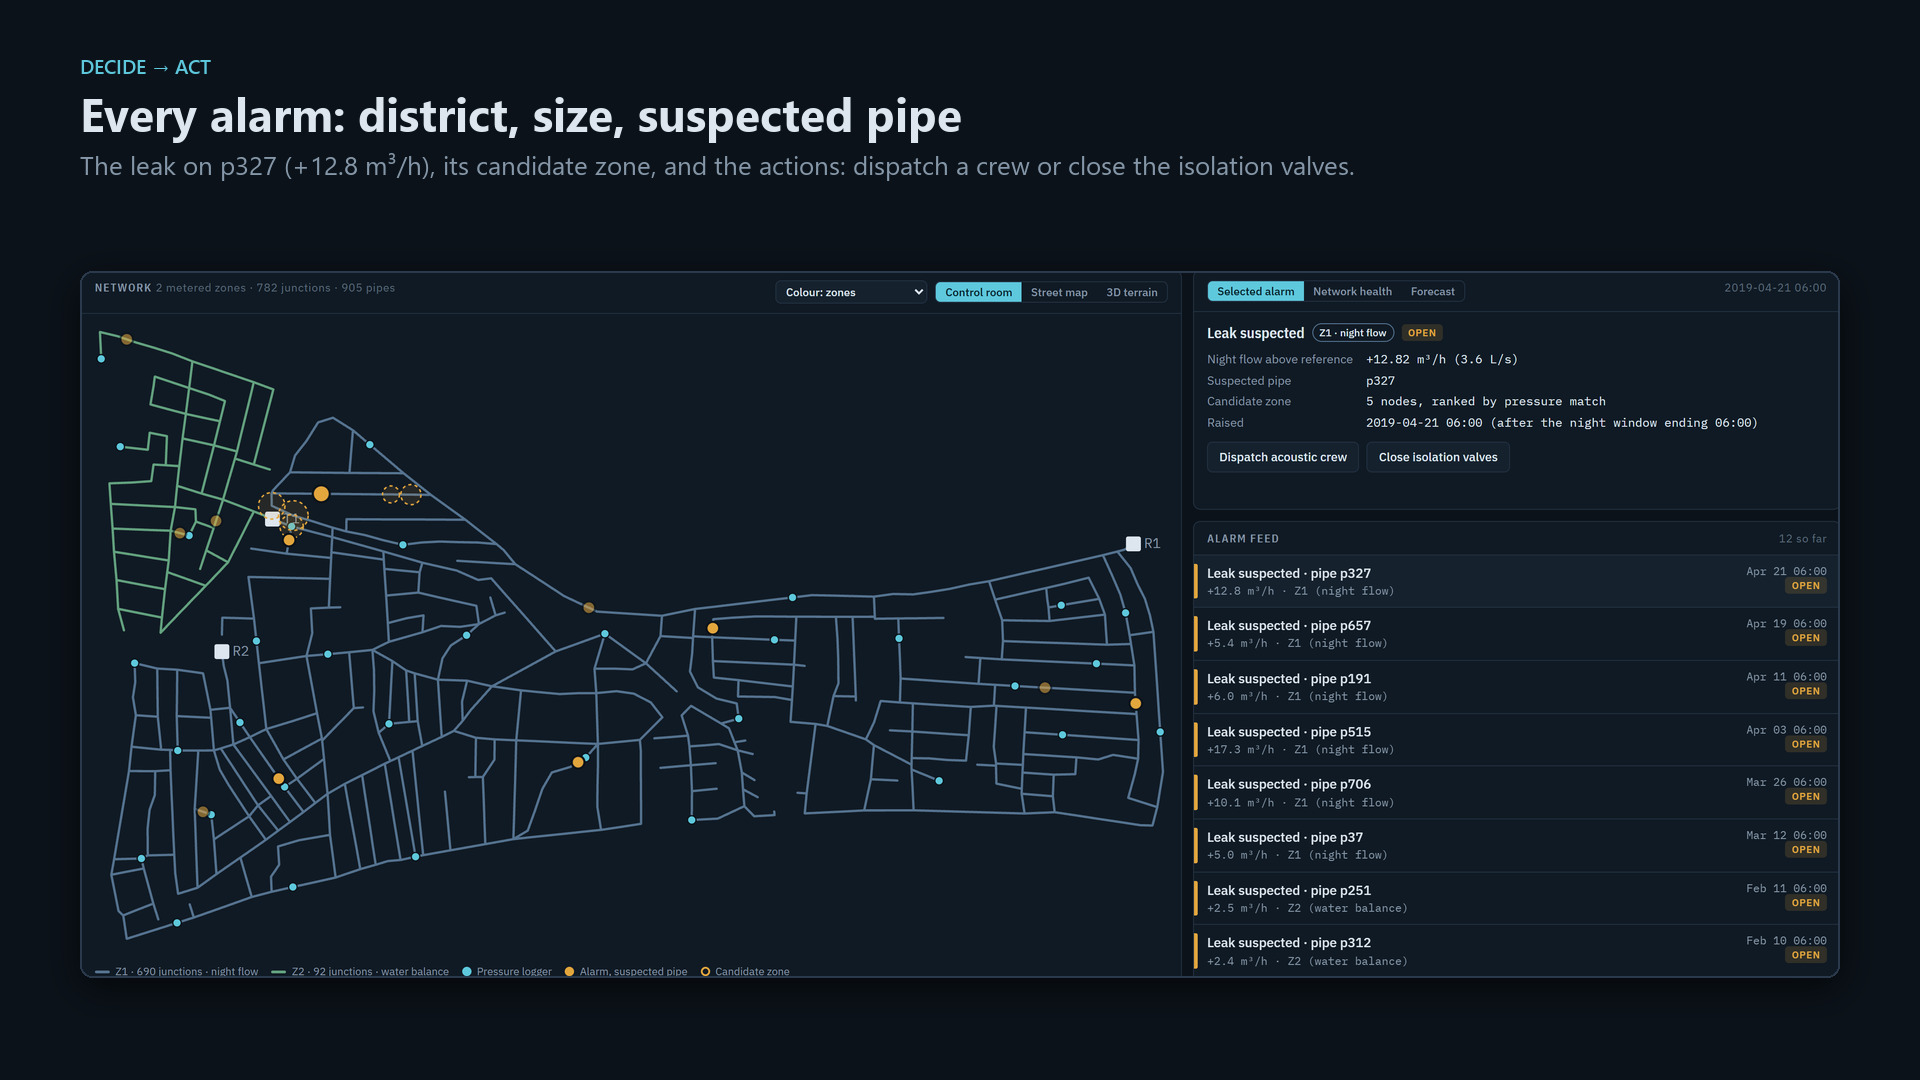 DECIDE → ACT
Every alarm: district, size, suspected pipe
The leak on p327 (+12.8 m³/h), its candidate zone, and the actions: dispatch a crew or close the isolation valves.
NETWORK 2 metered zones · 782 junctions · 905 pipes
Colour: zones
Control room Street map 3D terrain
R1
R2
Z1 · 690 junctions · night flow Z2 · 92 junctions · water balance Pressure logger Alarm, suspected pipe Candidate zone
Selected alarm Network health Forecast 2019-04-21 06:00
Leak suspected Z1 · night flow OPEN
Night flow above reference +12.82 m³/h (3.6 L/s)
Suspected pipe p327
Candidate zone 5 nodes, ranked by pressure match
Raised 2019-04-21 06:00 (after the night window ending 06:00)
Dispatch acoustic crew Close isolation valves
ALARM FEED 12 so far
Leak suspected · pipe p327 Apr 21 06:00
+12.8 m³/h · Z1 (night flow) OPEN
Leak suspected · pipe p657 Apr 19 06:00
+5.4 m³/h · Z1 (night flow) OPEN
Leak suspected · pipe p191 Apr 11 06:00
+6.0 m³/h · Z1 (night flow) OPEN
Leak suspected · pipe p515 Apr 03 06:00
+17.3 m³/h · Z1 (night flow) OPEN
Leak suspected · pipe p706 Mar 26 06:00
+10.1 m³/h · Z1 (night flow) OPEN
Leak suspected · pipe p37 Mar 12 06:00
+5.0 m³/h · Z1 (night flow) OPEN
Leak suspected · pipe p251 Feb 11 06:00
+2.5 m³/h · Z2 (water balance) OPEN
Leak suspected · pipe p312 Feb 10 06:00
+2.4 m³/h · Z2 (water balance) OPEN